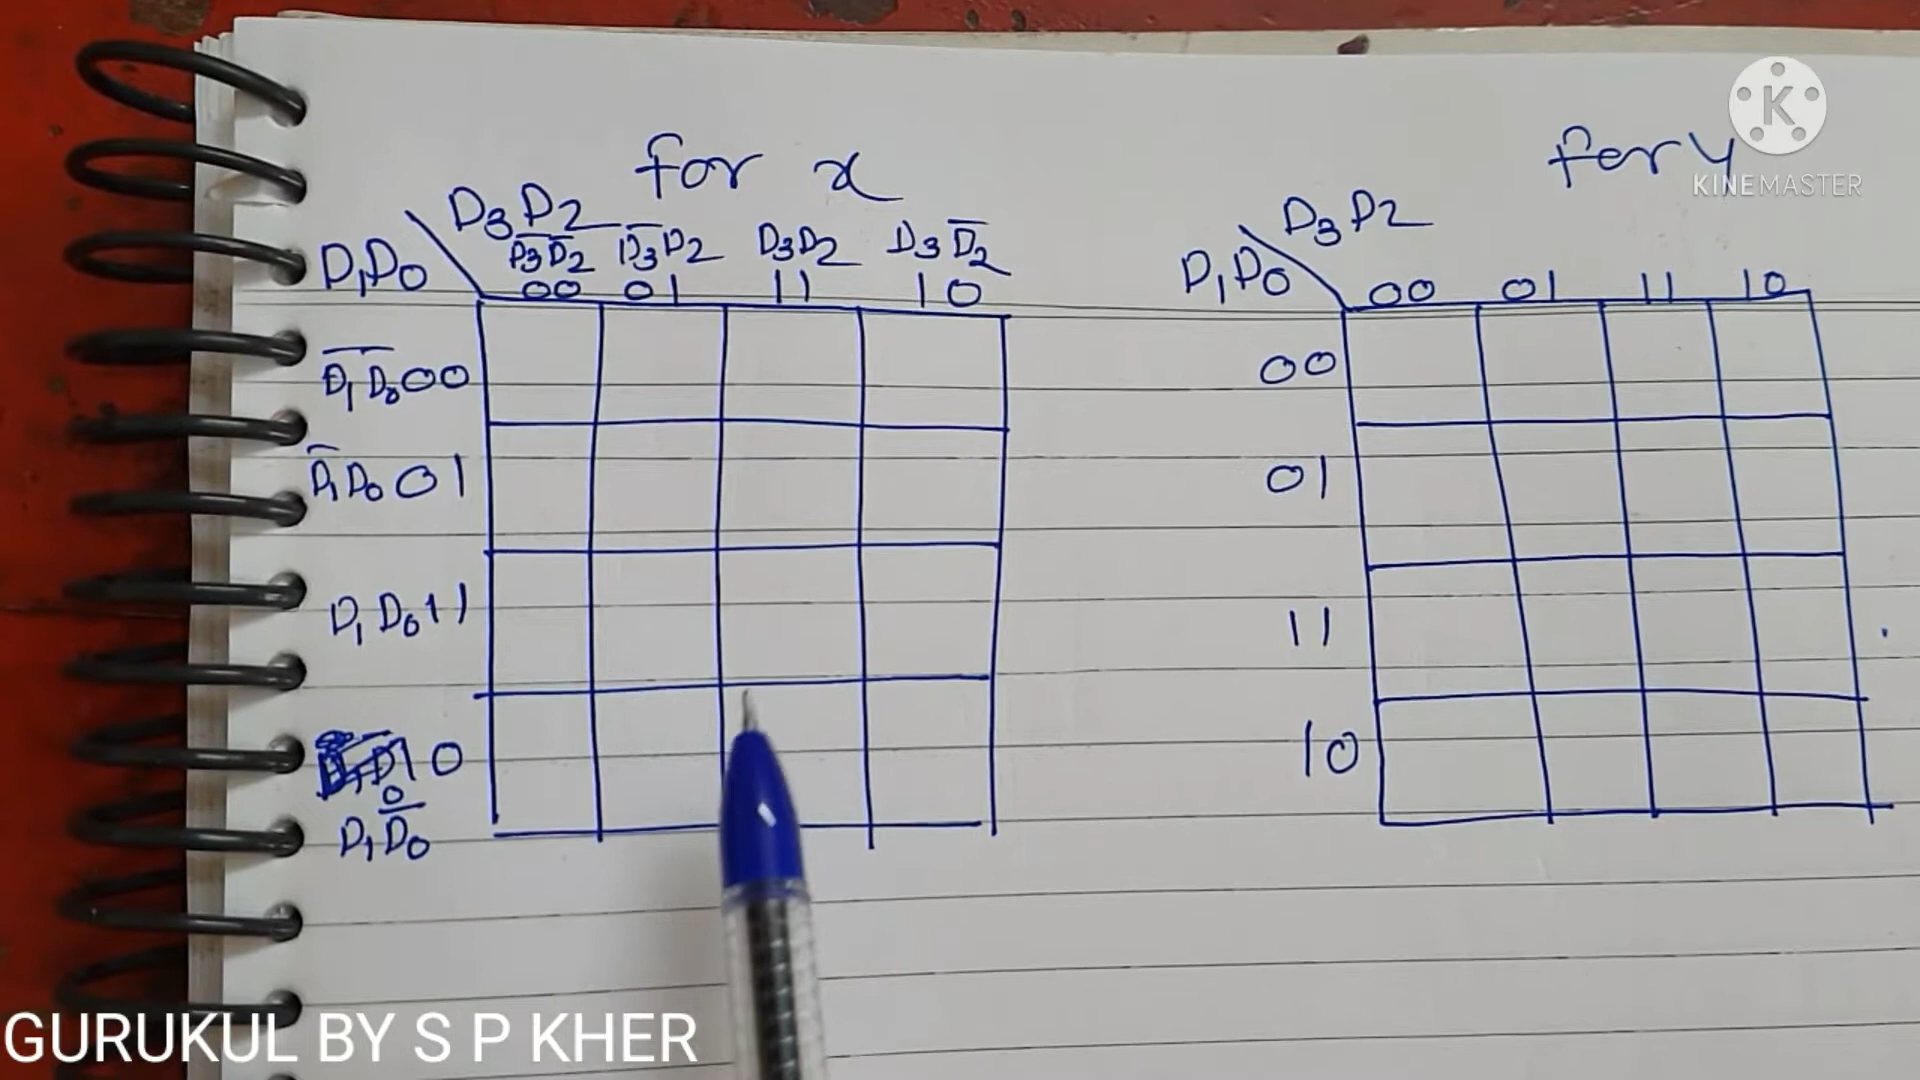 for x
D3D2
D̅3D̅2 D̅3D2 D3D2 D3D̅2
D1D0
00 01 11 10
D̅1D̅0 00
D̅1D0 01
D1D0 11
10
D1D̅0
for y
D3D2
D1D0
00 01 11 10
00
01
11
10
K
KINEMASTER
GURUKUL BY S P KHER